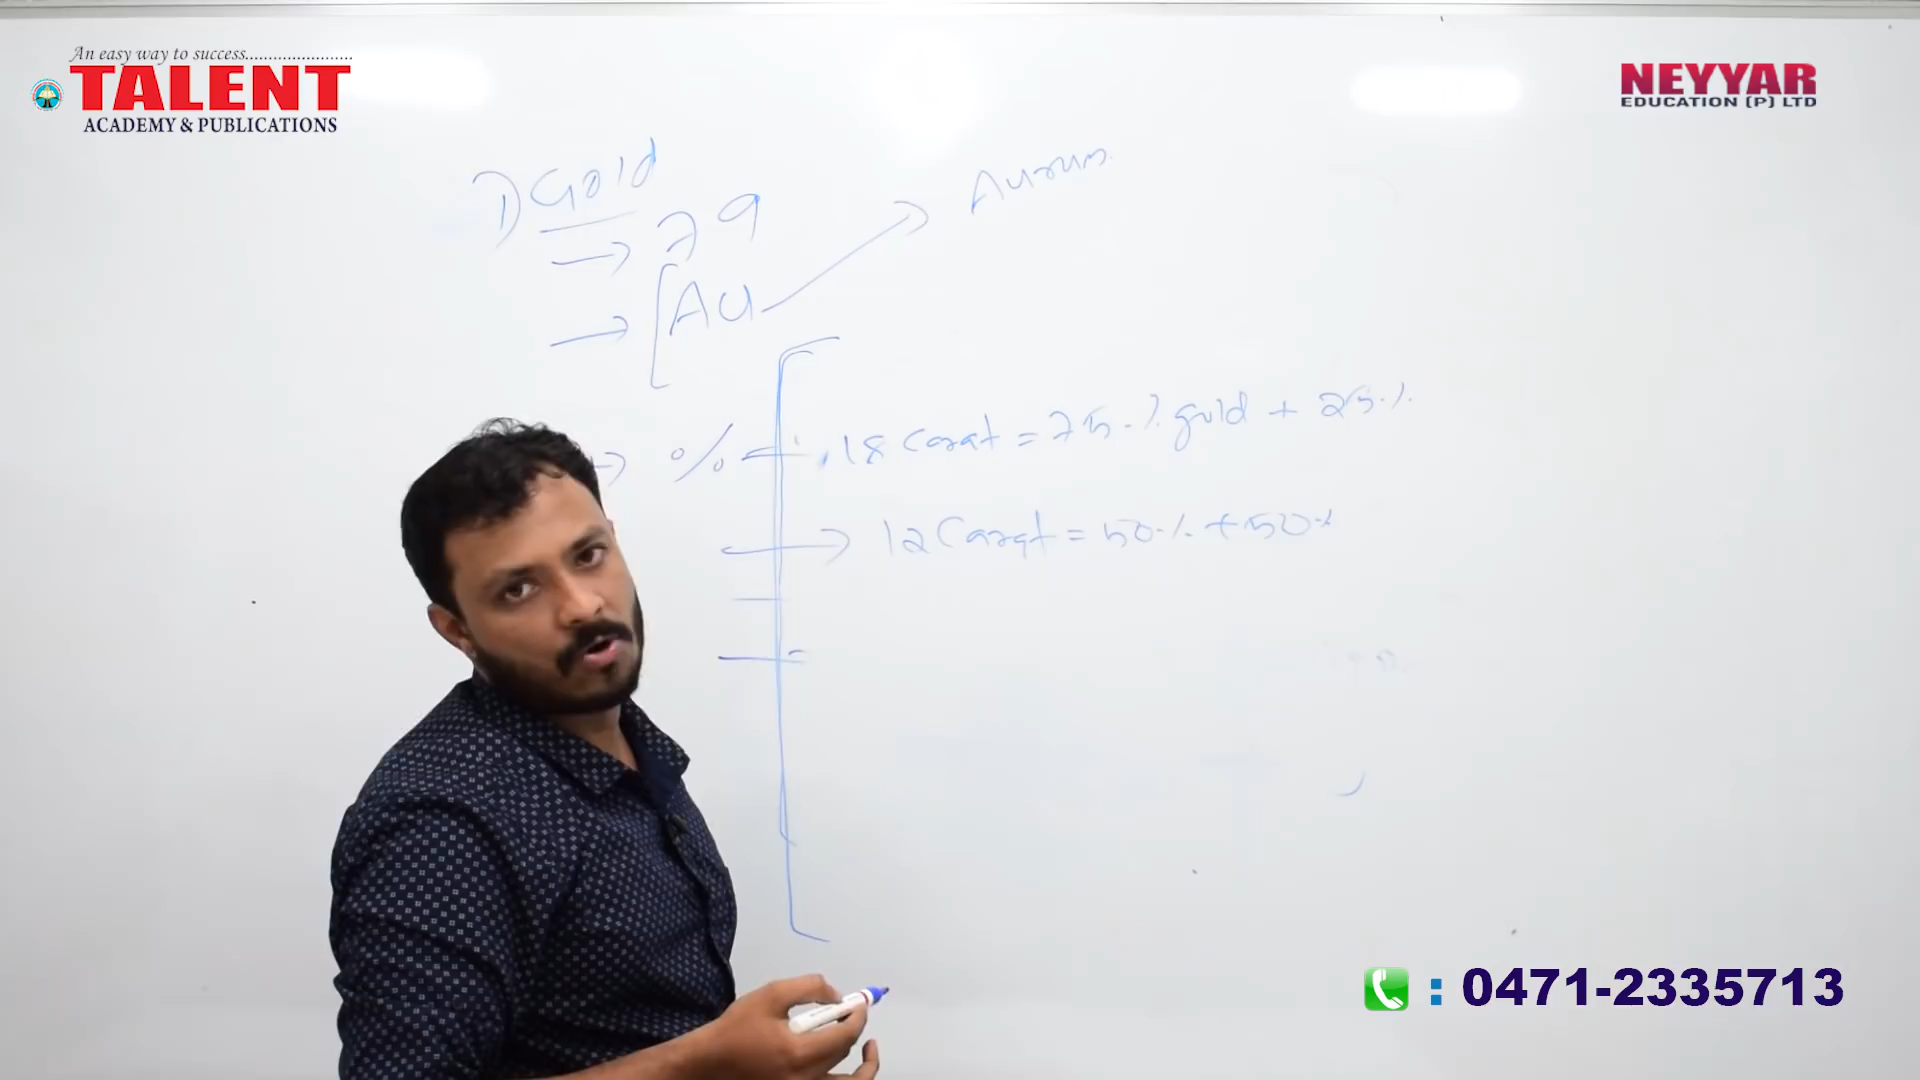 An easy way to success......................
TALENT
ACADEMY & PUBLICATIONS
NEYYAR
EDUCATION (P) LTD
1) Gold
→ 79
→ [AU → Aurum
→ %
18 Carat = 75% gold + 25%
→ 12 Carat = 50% + 50%
: 0471-2335713